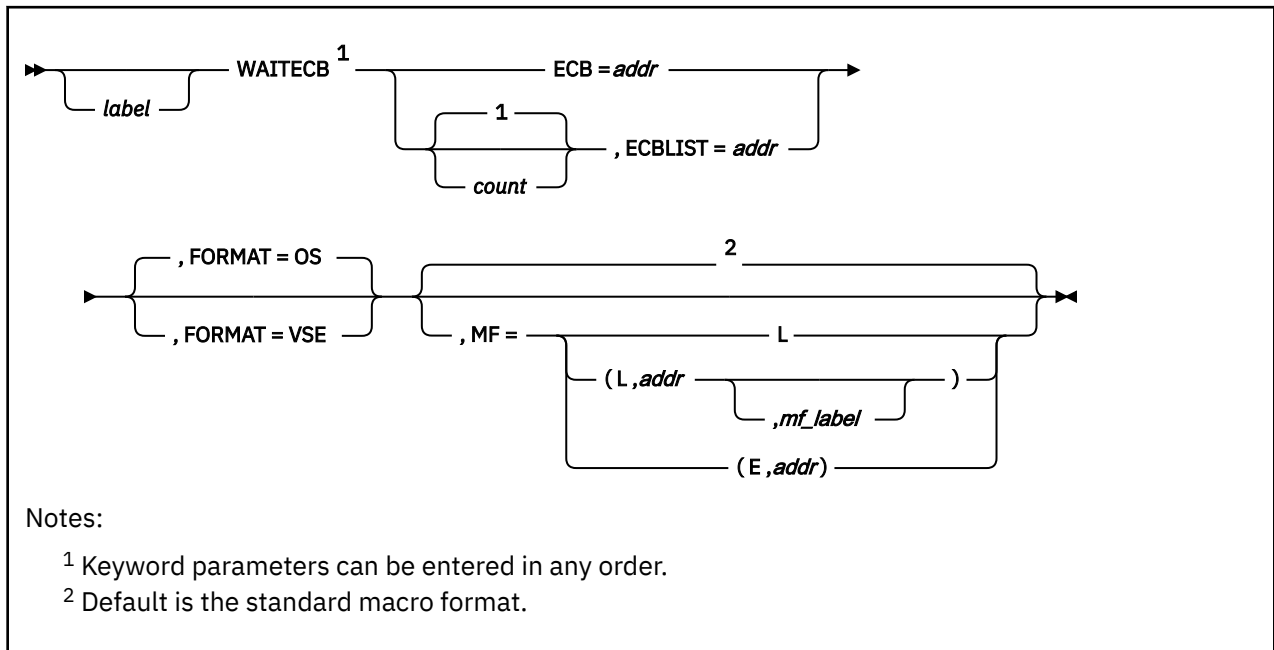 WAITECB 1 ECB = addr
label
1
, ECBLIST = addr
count
, FORMAT = OS
2
, FORMAT = VSE
, MF = L
( L ,addr )
,mf_label
( E ,addr )
Notes:
1 Keyword parameters can be entered in any order.
2 Default is the standard macro format.